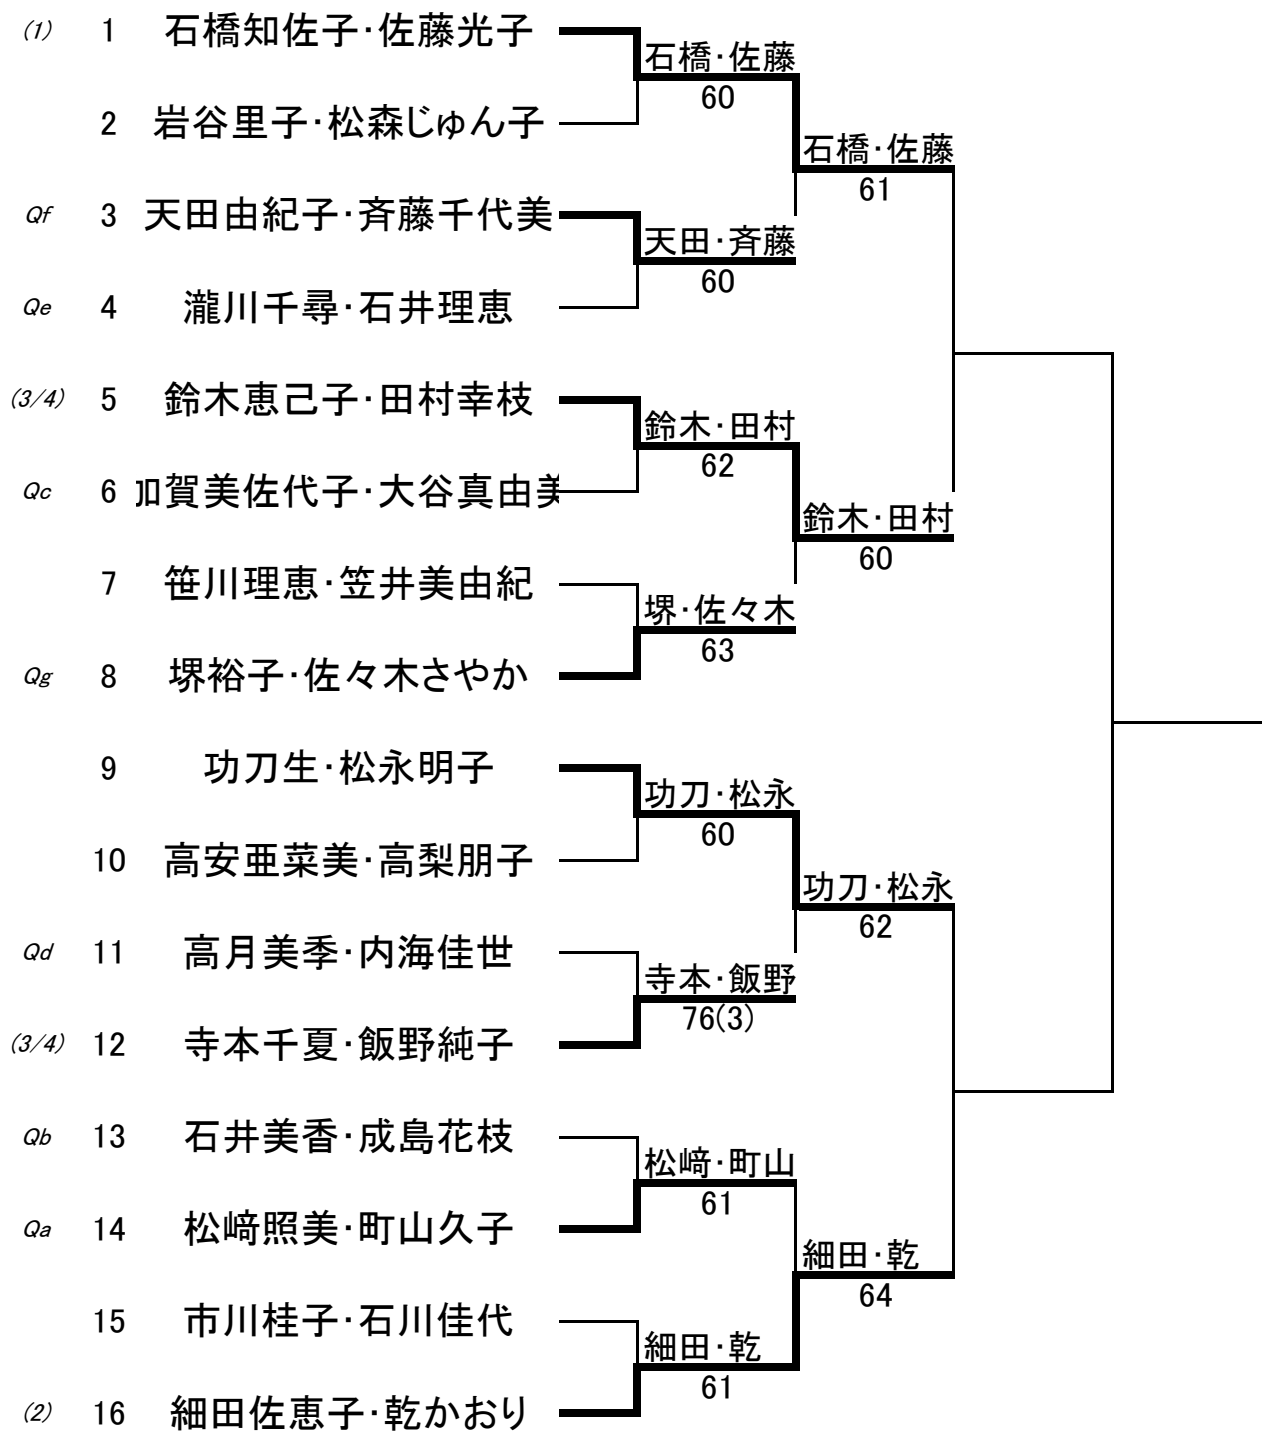 (1) 1 石橋知佐子・佐藤光子
石橋・佐藤
60
2 岩谷里子・松森じゅん子
石橋・佐藤
61
Qf 3 天田由紀子・斉藤千代美
天田・斉藤
60
Qe 4 瀧川千尋・石井理恵
(3/4) 5 鈴木恵己子・田村幸枝
鈴木・田村
62
Qc 6 加賀美佐代子・大谷真由美
鈴木・田村
60
7 笹川理恵・笠井美由紀
堺・佐々木
63
Qg 8 堺裕子・佐々木さやか
9 功刀生・松永明子
功刀・松永
60
10 高安亜菜美・高梨朋子
功刀・松永
62
Qd 11 高月美季・内海佳世
寺本・飯野
76(3)
(3/4) 12 寺本千夏・飯野純子
Qb 13 石井美香・成島花枝
松﨑・町山
61
Qa 14 松﨑照美・町山久子
細田・乾
64
15 市川桂子・石川佳代
細田・乾
61
(2) 16 細田佐恵子・乾かおり